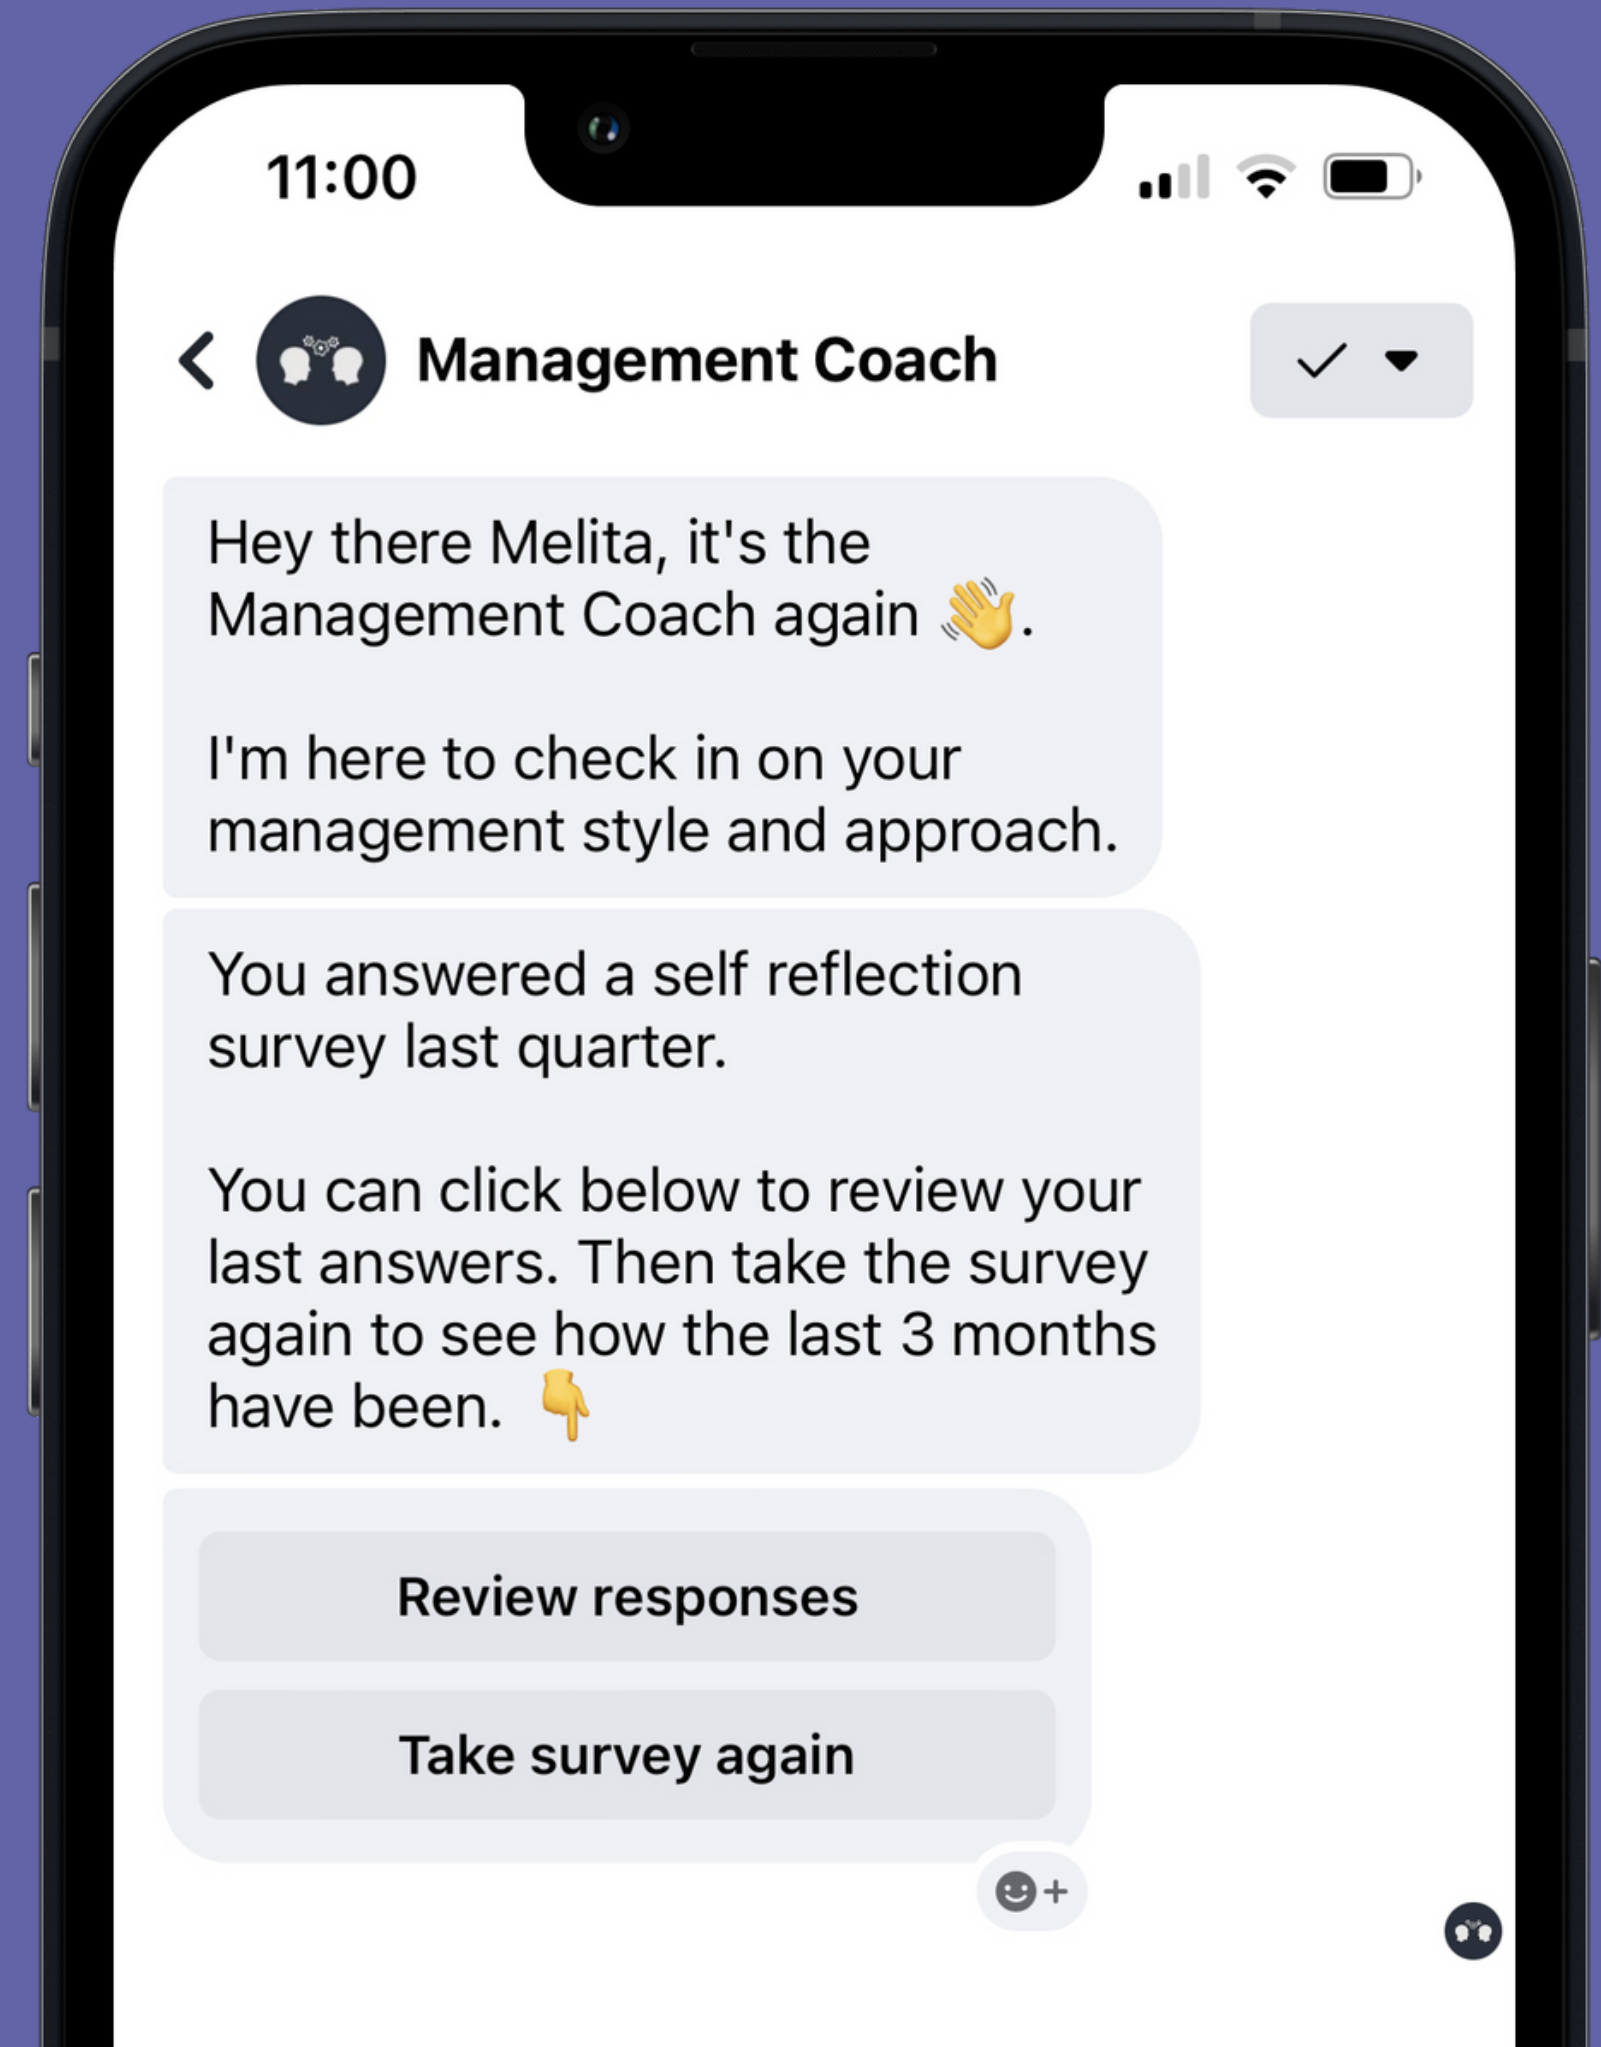 11:00
Management Coach
Hey there Melita, it's the
Management Coach again 👋.
I'm here to check in on your
management style and approach.
You answered a self reflection
survey last quarter.
You can click below to review your
last answers. Then take the survey
again to see how the last 3 months
have been. 👇
Review responses
Take survey again